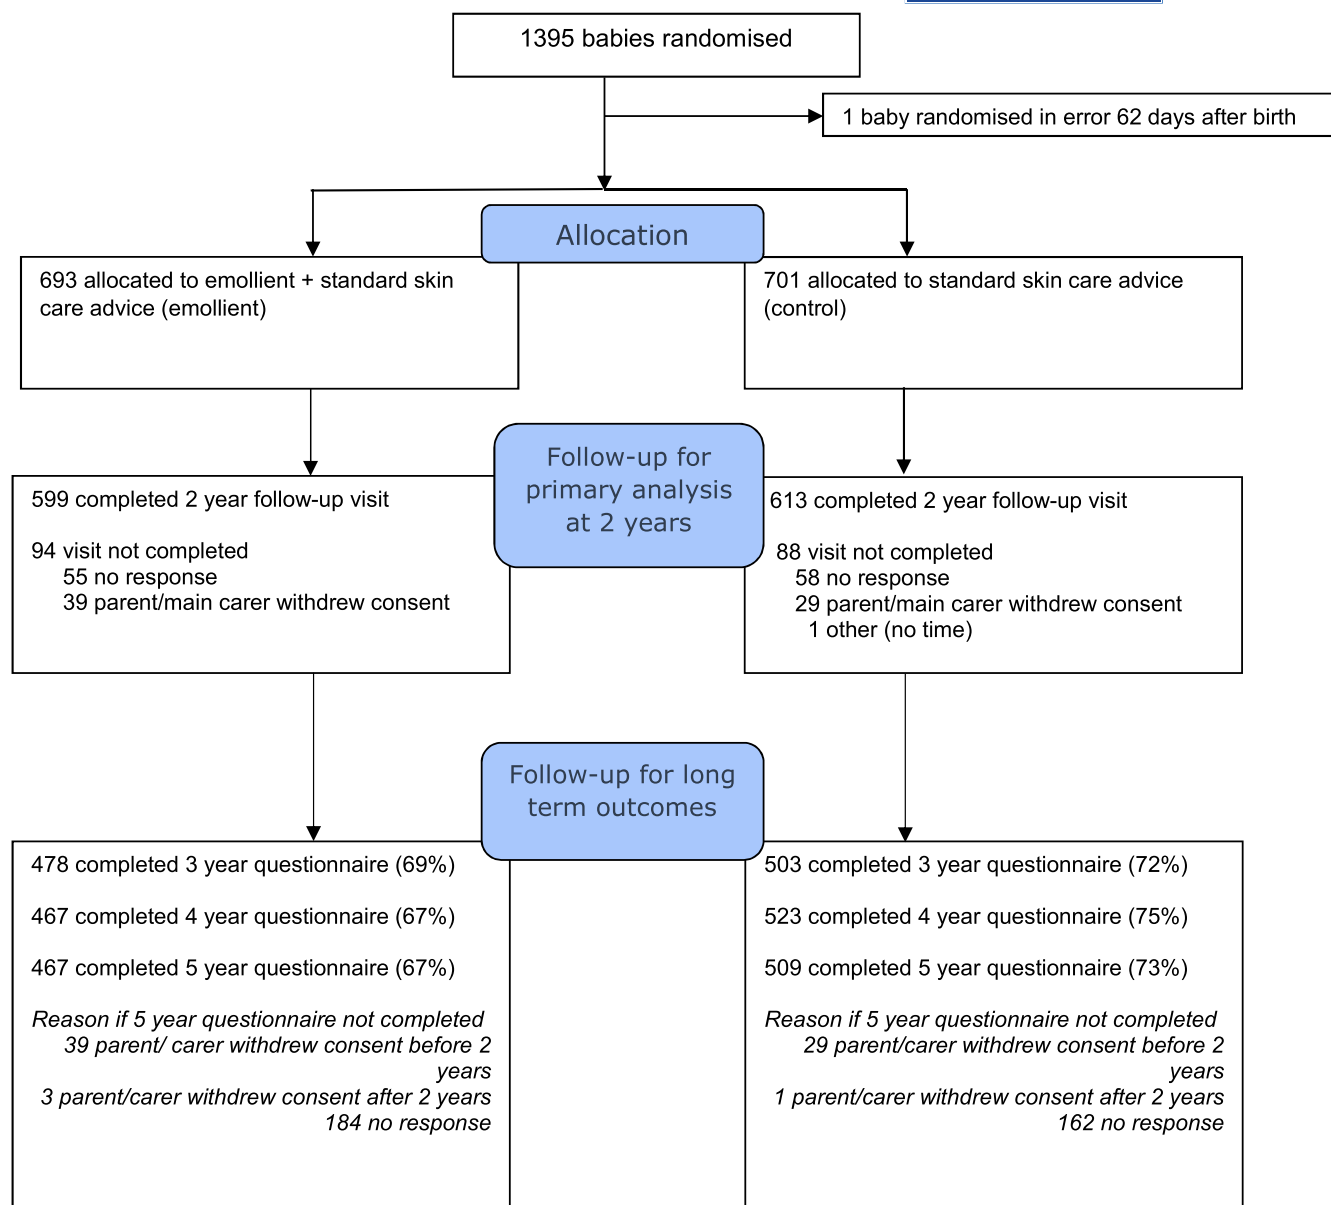 1395 babies randomised
1 baby randomised in error 62 days after birth
Allocation
693 allocated to emollient + standard skin
care advice (emollient)
701 allocated to standard skin care advice
(control)
Follow-up for
primary analysis
at 2 years
599 completed 2 year follow-up visit
94 visit not completed
55 no response
39 parent/main carer withdrew consent
613 completed 2 year follow-up visit
88 visit not completed
58 no response
29 parent/main carer withdrew consent
1 other (no time)
Follow-up for long
term outcomes
478 completed 3 year questionnaire (69%)
467 completed 4 year questionnaire (67%)
467 completed 5 year questionnaire (67%)
Reason if 5 year questionnaire not completed
39 parent/ carer withdrew consent before 2
years
3 parent/carer withdrew consent after 2 years
184 no response
503 completed 3 year questionnaire (72%)
523 completed 4 year questionnaire (75%)
509 completed 5 year questionnaire (73%)
Reason if 5 year questionnaire not completed
29 parent/carer withdrew consent before 2
years
1 parent/carer withdrew consent after 2 years
162 no response